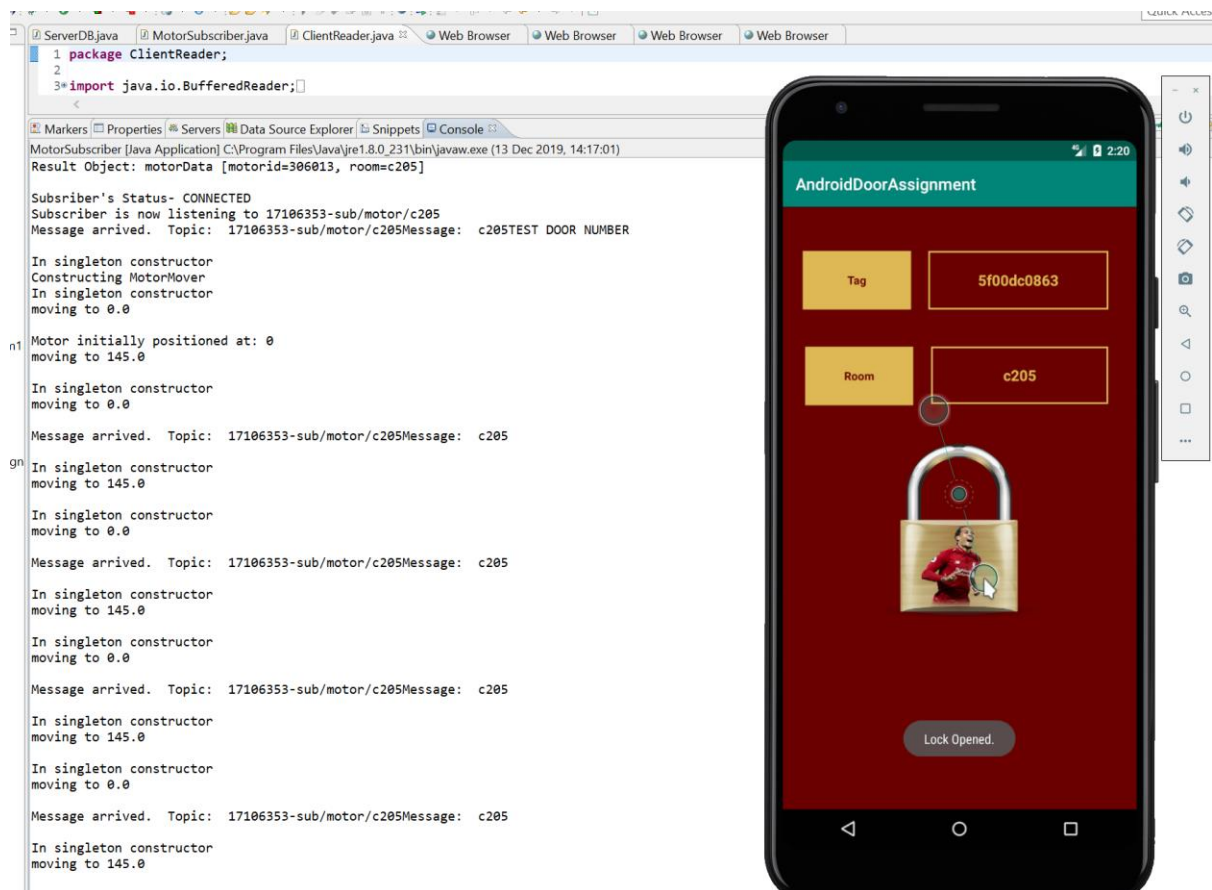 Quick Access
ServerDB.java MotorSubscriber.java ClientReader.java Web Browser Web Browser Web Browser Web Browser
1 package ClientReader;
2
3 import java.io.BufferedReader;
Markers Properties Servers Data Source Explorer Snippets Console
MotorSubscriber [Java Application] C:\Program Files\Java\jre1.8.0_231\bin\javaw.exe (13 Dec 2019, 14:17:01)
Result Object: motorData [motorid=306013, room=c205]
Subsriber's Status- CONNECTED
Subscriber is now listening to 17106353-sub/motor/c205
Message arrived. Topic: 17106353-sub/motor/c205Message: c205TEST DOOR NUMBER
In singleton constructor
Constructing MotorMover
In singleton constructor
moving to 0.0
Motor initially positioned at: 0
moving to 145.0
In singleton constructor
moving to 0.0
Message arrived. Topic: 17106353-sub/motor/c205Message: c205
In singleton constructor
moving to 145.0
In singleton constructor
moving to 0.0
Message arrived. Topic: 17106353-sub/motor/c205Message: c205
In singleton constructor
moving to 145.0
In singleton constructor
moving to 0.0
Message arrived. Topic: 17106353-sub/motor/c205Message: c205
In singleton constructor
moving to 145.0
In singleton constructor
moving to 0.0
Message arrived. Topic: 17106353-sub/motor/c205Message: c205
In singleton constructor
moving to 145.0
n1
gn
2:20
AndroidDoorAssignment
Tag 5f00dc0863
Room c205
Lock Opened.